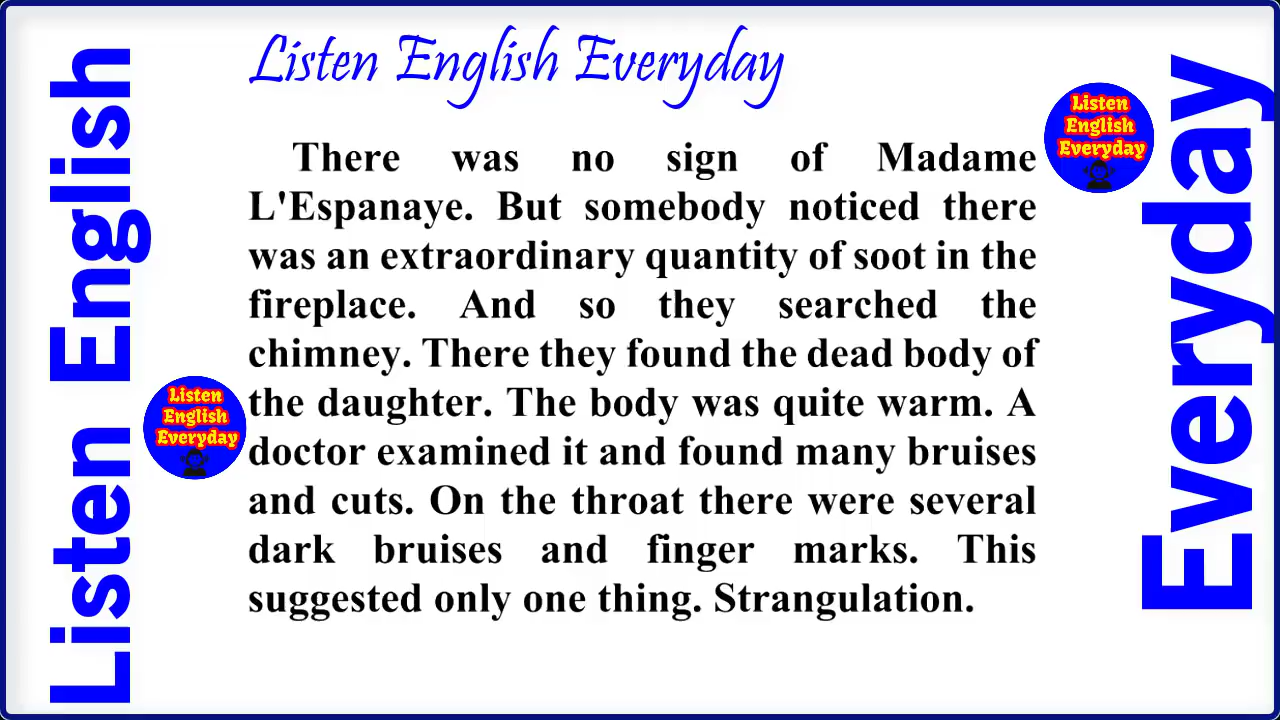 Listen English Everyday
Listen English
Everyday
Listen
English
Everyday
There was no sign of Madame
L'Espanaye. But somebody noticed there
was an extraordinary quantity of soot in the
fireplace. And so they searched the
chimney. There they found the dead body of
the daughter. The body was quite warm. A
doctor examined it and found many bruises
and cuts. On the throat there were several
dark bruises and finger marks. This
suggested only one thing. Strangulation.
Listen
English
Everyday